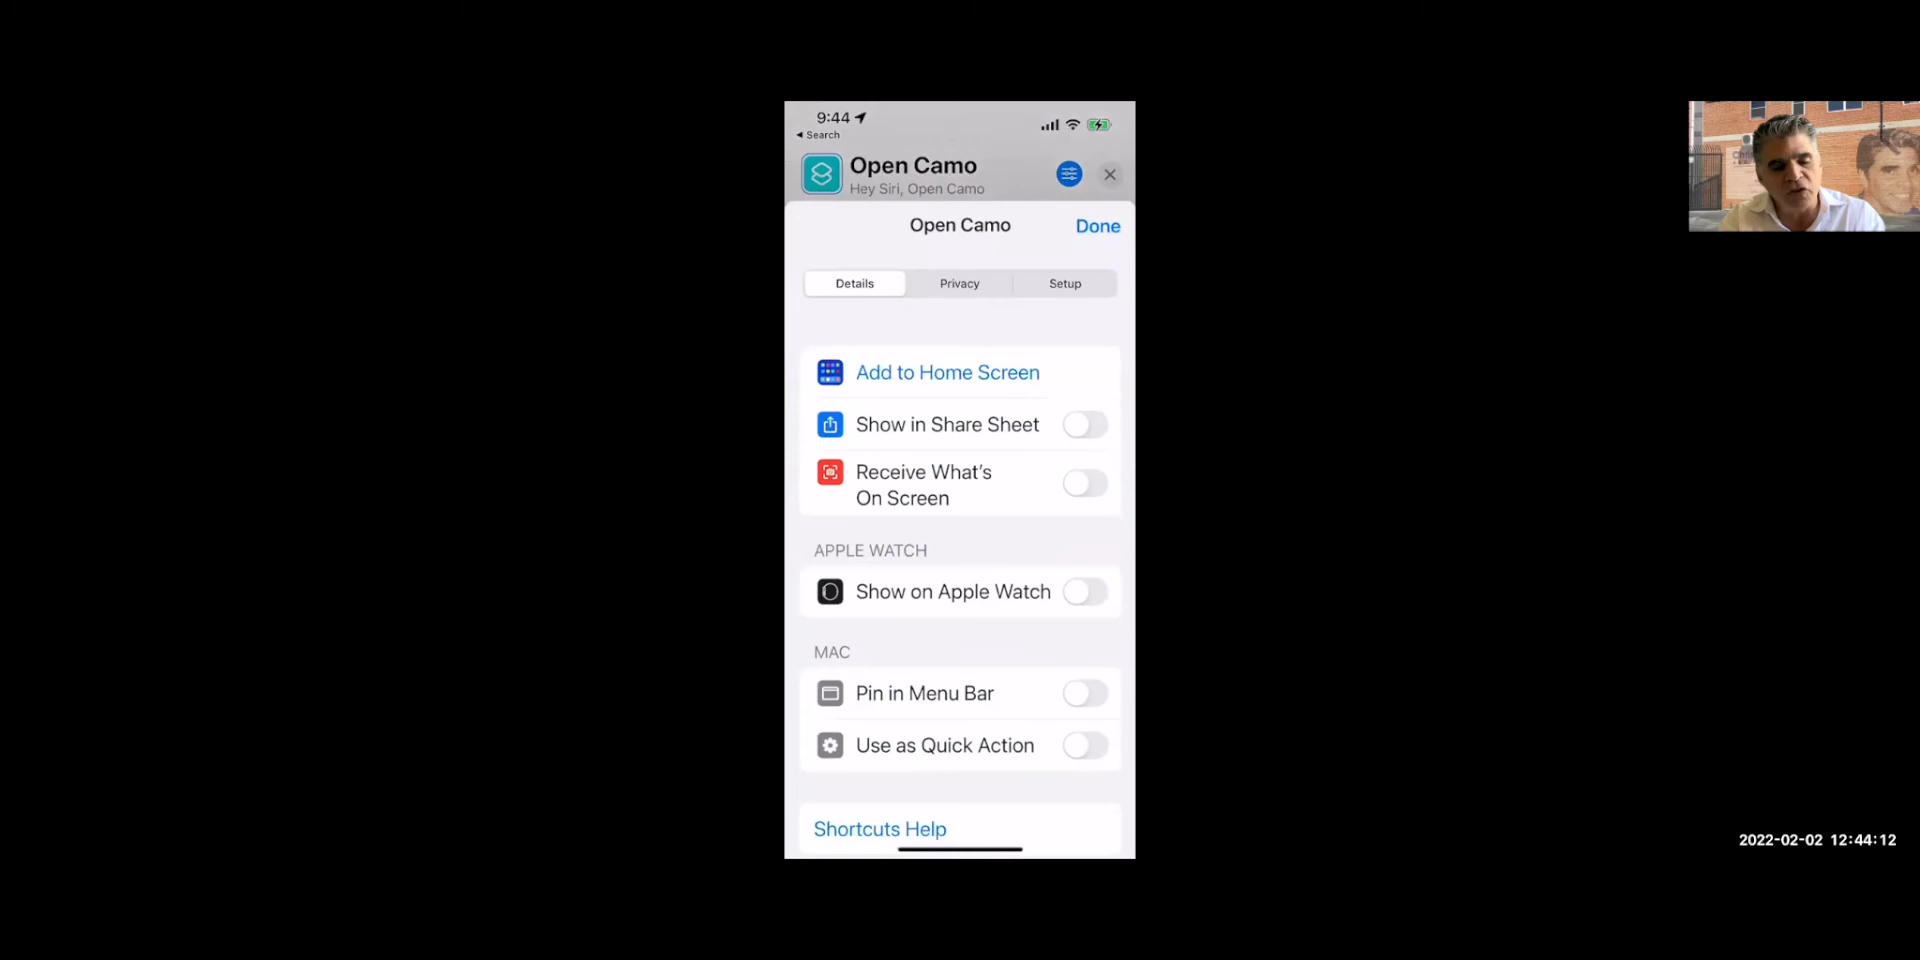 9:44
Search
Open Camo
Hey Siri, Open Camo
Open Camo
Done
Details
Privacy
Setup
Add to Home Screen
Show in Share Sheet
Receive What's
On Screen
APPLE WATCH
Show on Apple Watch
MAC
Pin in Menu Bar
Use as Quick Action
Shortcuts Help
2022-02-02 12:44:12